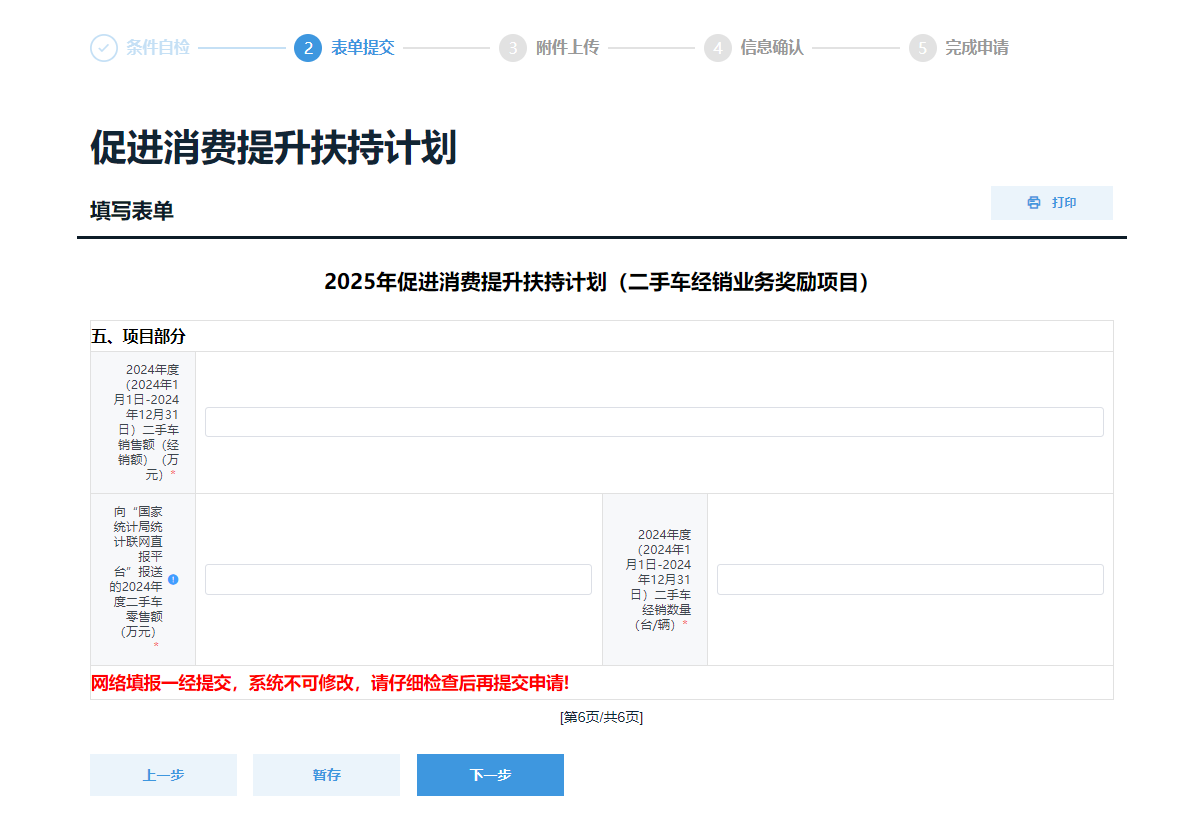 条件自检 2 表单提交 3 附件上传 4 信息确认 5 完成申请
促进消费提升扶持计划
填写表单
打印
2025年促进消费提升扶持计划（二手车经销业务奖励项目）
五、项目部分
2024年度
（2024年1
月1日-2024
年12月31
日）二手车
销售额（经
销额）（万
元）*
向“国家
统计局统
计联网直
报平
台”报送
的2024年
度二手车
零售额
（万元）
*
2024年度
（2024年1
月1日-2024
年12月31
日）二手车
经销数量
（台/辆）*
网络填报一经提交，系统不可修改，请仔细检查后再提交申请!
[第6页/共6页]
上一步 暂存 下一步